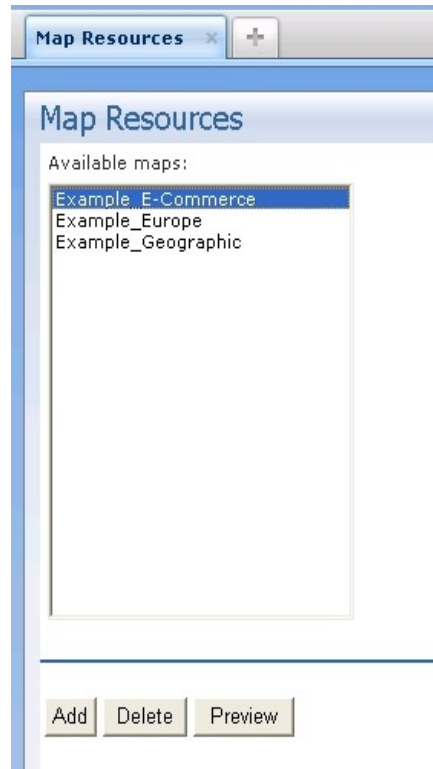 Map Resources
Map Resources
Available maps:
Example_E-Commerce
Example_Europe
Example_Geographic
Add Delete Preview